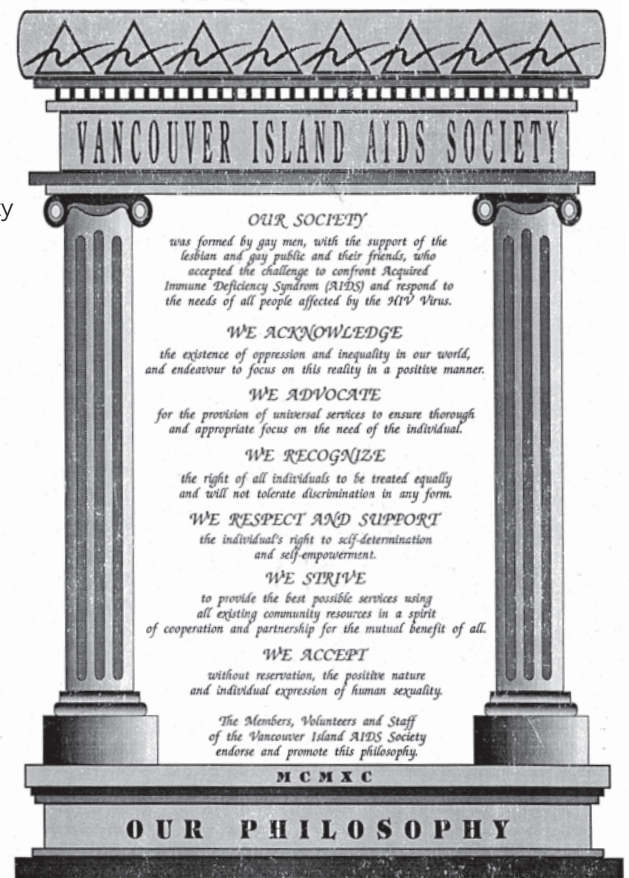 VANCOUVER ISLAND AIDS SOCIETY
ty
OUR SOCIETY
was formed by gay men, with the support of the
lesbian and gay public and their friends, who
accepted the challenge to confront Acquired
Immune Deficiency Syndrom (AIDS) and respond to
the needs of all people affected by the HIV Virus.
WE ACKNOWLEDGE
the existence of oppression and inequality in our world,
and endeavour to focus on this reality in a positive manner.
WE ADVOCATE
for the provision of universal services to ensure thorough
and appropriate focus on the need of the individual.
WE RECOGNIZE
the right of all individuals to be treated equally
and will not tolerate discrimination in any form.
WE RESPECT AND SUPPORT
the individual's right to self-determination
and self-empowerment.
WE STRIVE
to provide the best possible services using
all existing community resources in a spirit
of cooperation and partnership for the mutual benefit of all.
WE ACCEPT
without reservation, the positive nature
and individual expression of human sexuality.
The Members, Volunteers and Staff
of the Vancouver Island AIDS Society
endorse and promote this philosophy.
MCMXC
OUR PHILOSOPHY